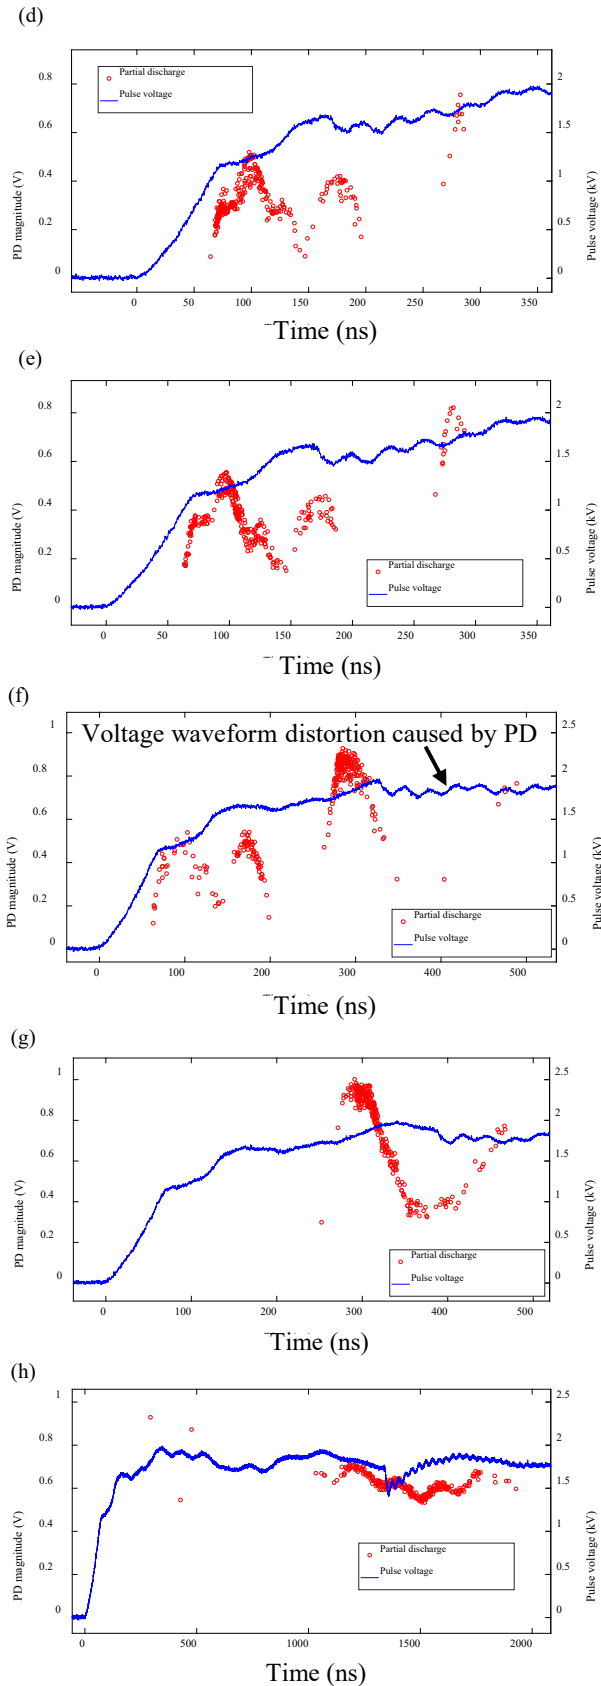 (d)
Partial discharge
Pulse voltage
PD magnitude (V)
0.8
0.6
0.4
0.2
0
2
1.5
1
0.5
0
Pulse voltage (kV)
0
50
100
150
200
250
300
350
Time (ns)
(e)
PD magnitude (V)
0.8
0.6
0.4
0.2
0
2
1.5
1
0.5
0
Pulse voltage (kV)
Partial discharge
Pulse voltage
0
50
100
150
200
250
300
350
Time (ns)
(f)
Voltage waveform distortion caused by PD
PD magnitude (V)
1
0.8
0.6
0.4
0.2
0
2.5
2
1.5
1
0.5
0
Pulse voltage (kV)
Partial discharge
Pulse voltage
0
100
200
300
400
500
Time (ns)
(g)
PD magnitude (V)
1
0.8
0.6
0.4
0.2
0
2.5
2
1.5
1
0.5
0
Pulse voltage (kV)
Partial discharge
Pulse voltage
0
100
200
300
400
500
Time (ns)
(h)
PD magnitude (V)
1
0.8
0.6
0.4
0.2
0
2.5
2
1.5
1
0.5
0
Pulse voltage (kV)
Partial discharge
Pulse voltage
0
500
1000
1500
2000
Time (ns)